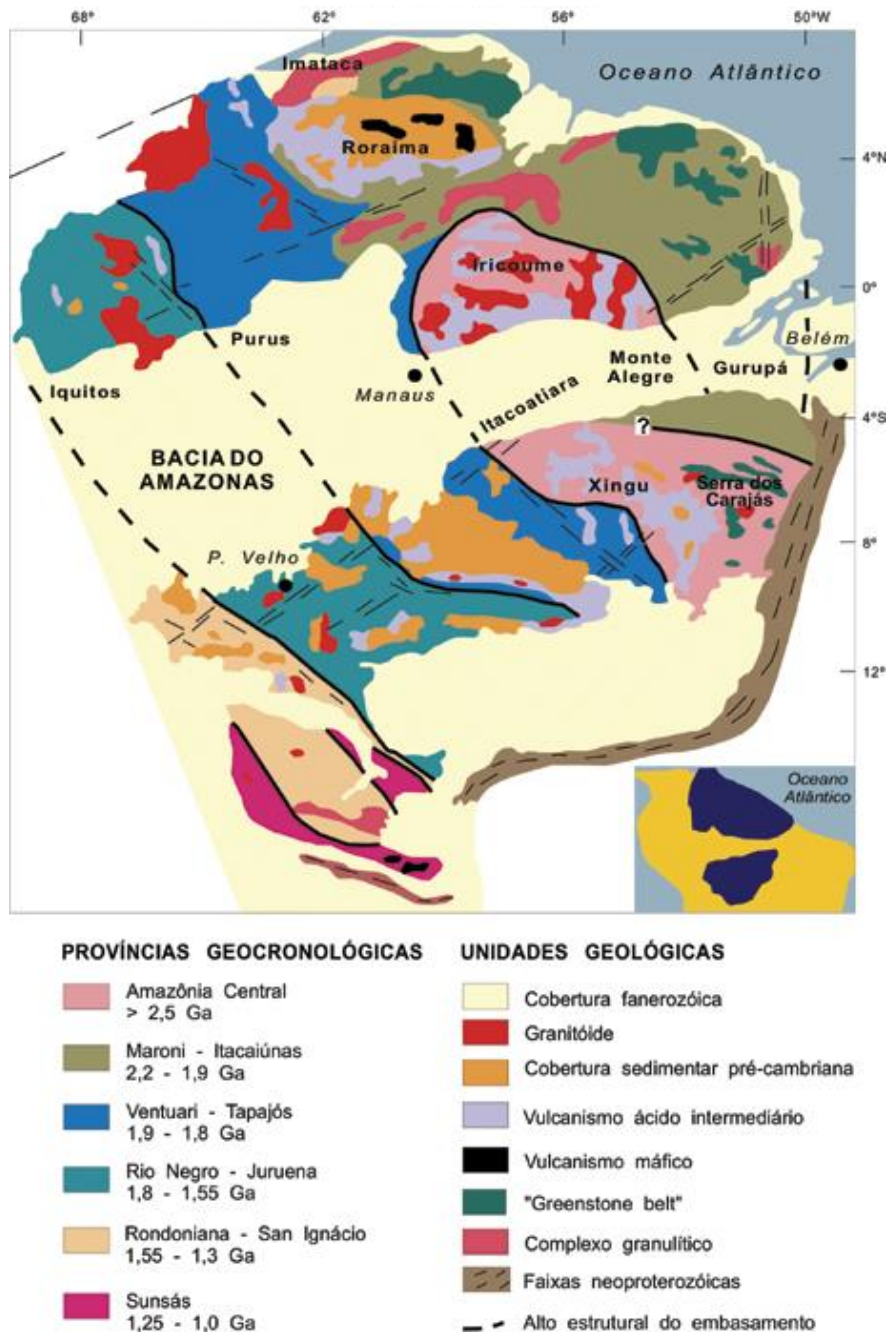 68° 62° 56° 50°W
Imataca
Oceano Atlântico
Roraima
4°N
Iricoume
0°
Purus
Belém
Iquitos
Manaus
Monte
Alegre
Gurupá
Itacoatiara
4°S
?
BACIA DO
AMAZONAS
Xingu
Serra dos
Carajás
P. Velho
8°
12°
Oceano
Atlântico
PROVÍNCIAS GEOCRONOLÓGICAS
Amazônia Central
> 2,5 Ga
Maroni - Itacaiúnas
2,2 - 1,9 Ga
Ventuari - Tapajós
1,9 - 1,8 Ga
Rio Negro - Juruena
1,8 - 1,55 Ga
Rondoniana - San Ignácio
1,55 - 1,3 Ga
Sunsás
1,25 - 1,0 Ga
UNIDADES GEOLÓGICAS
Cobertura fanerozóica
Granitóide
Cobertura sedimentar pré-cambriana
Vulcanismo ácido intermediário
Vulcanismo máfico
"Greenstone belt"
Complexo granulítico
Faixas neoproterozóicas
Alto estrutural do embasamento